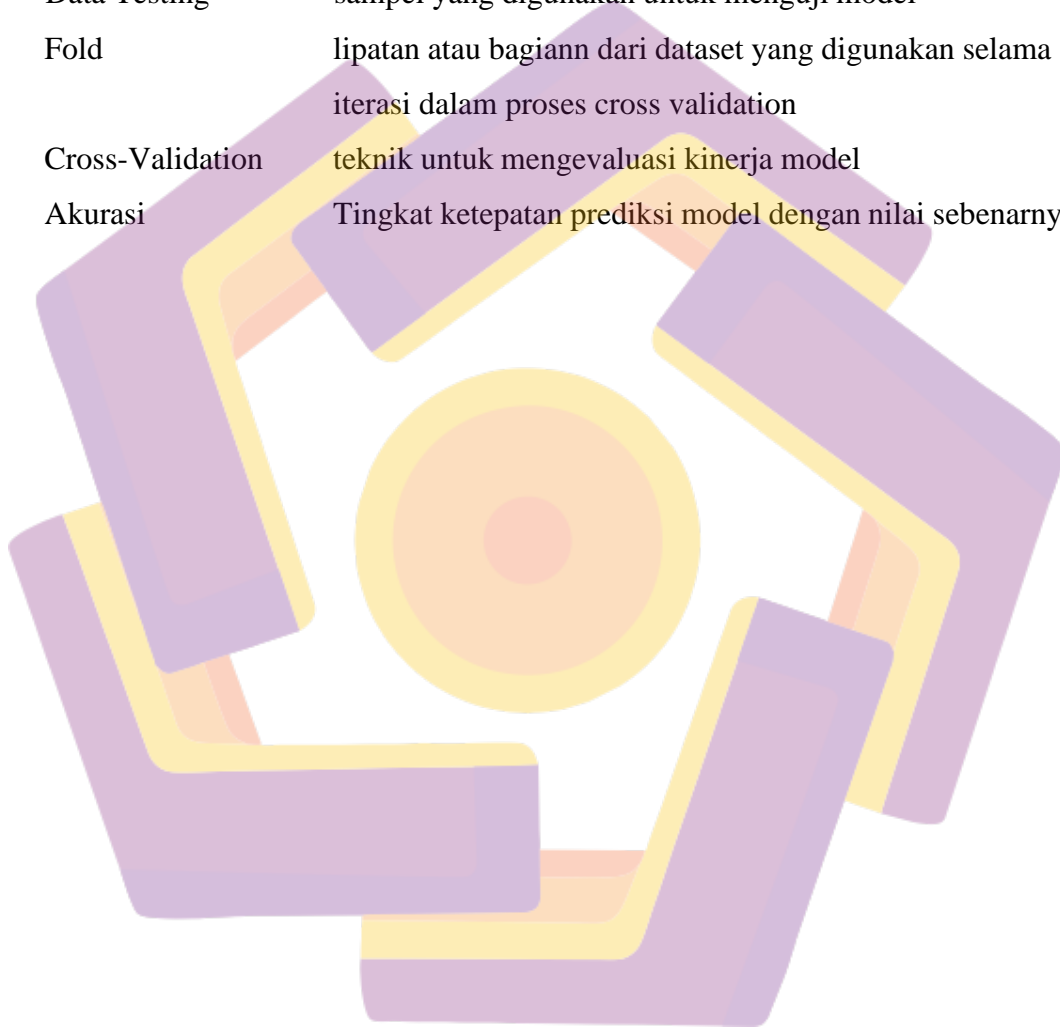 Data Testing sampel yang digunakan untuk menguji model
Fold lipatan atau bagiann dari dataset yang digunakan selama
iterasi dalam proses cross validation
Cross-Validation teknik untuk mengevaluasi kinerja model
Akurasi Tingkat ketepatan prediksi model dengan nilai sebenarny